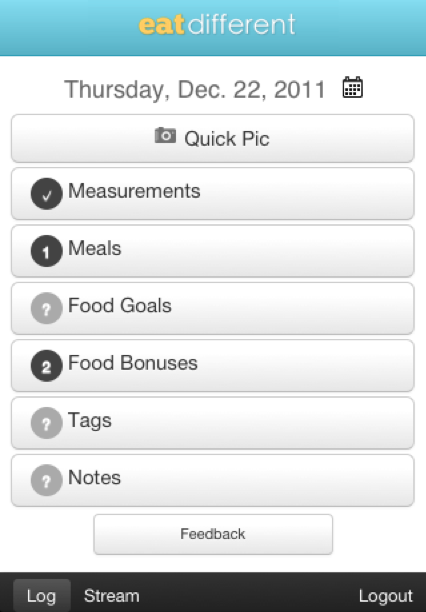 eatdifferent
Thursday, Dec. 22, 2011
Quick Pic
✓ Measurements
1 Meals
? Food Goals
2 Food Bonuses
? Tags
? Notes
Feedback
Log Stream Logout